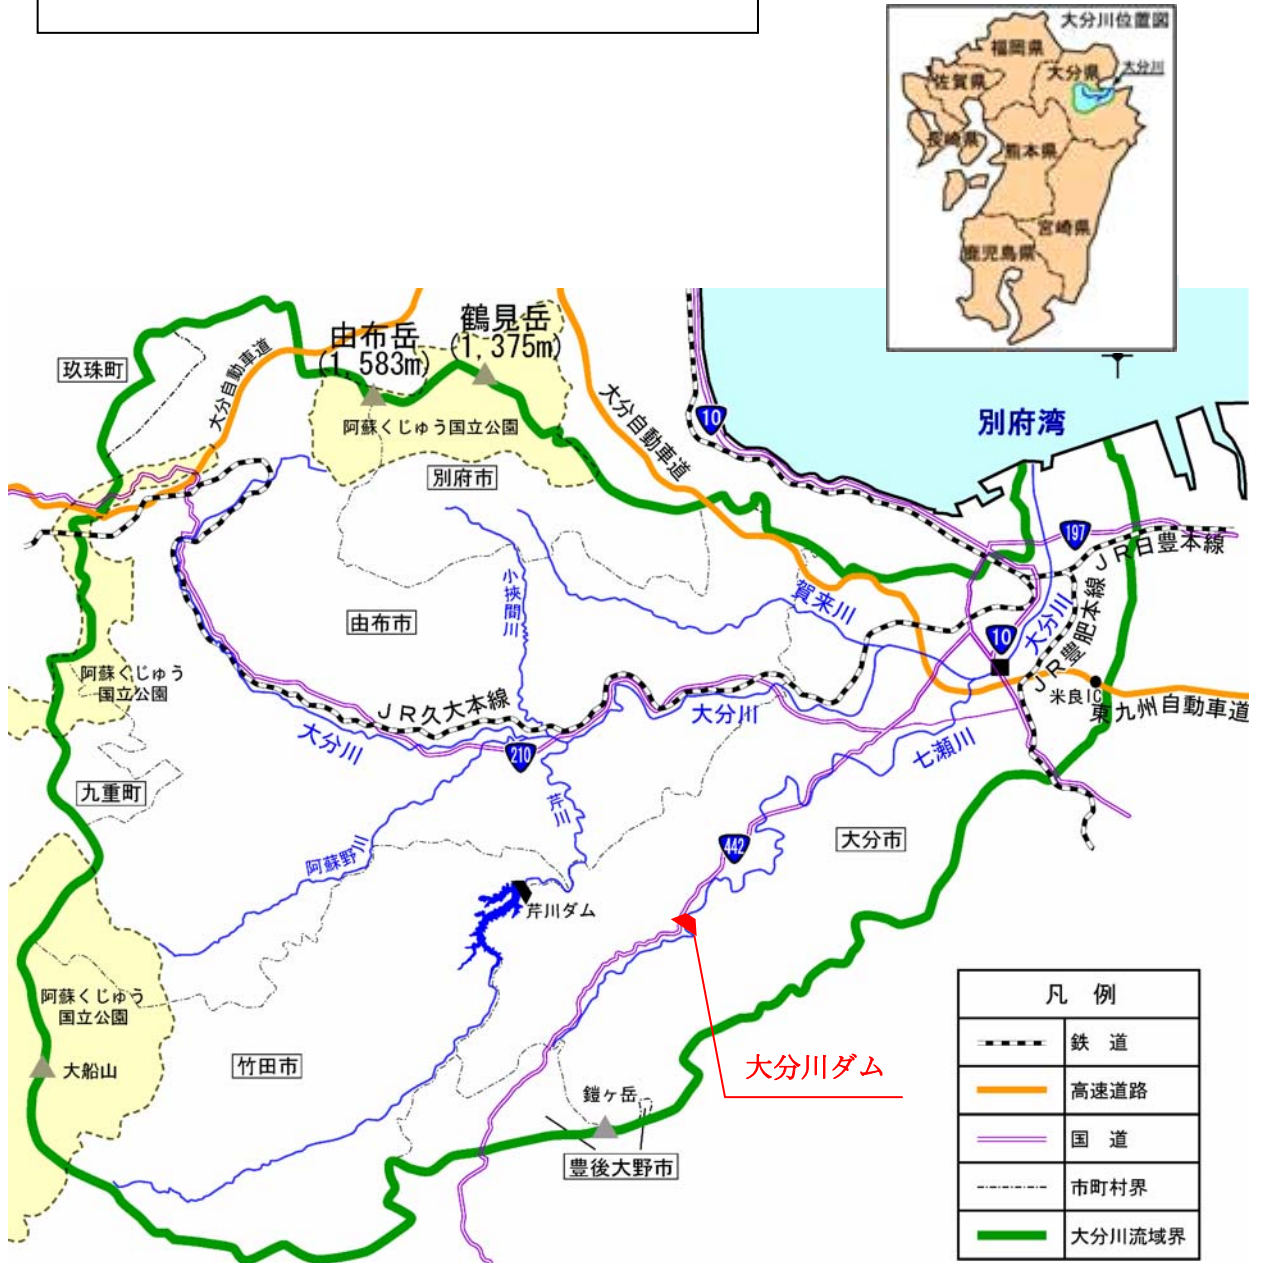 大分川位置図
福岡県
大分県
大分川
佐賀県
長崎県
熊本県
宮崎県
鹿児島県
鶴見岳
(1,375m)
由布岳
(1,583m)
玖珠町
大分自動車道
大分自動車道
阿蘇くじゅう国立公園
別府市
10
別府湾
197
JR日豊本線
小挾間川
賀来川
由布市
10
大分川
JR豊肥本線
阿蘇くじゅう
国立公園
米良IC
東九州自動車道
JR久大本線
大分川
大分川
210
七瀬川
九重町
芹川
阿蘇野川
442
大分市
芹川ダム
阿蘇くじゅう
国立公園
大船山
竹田市
大分川ダム
鎧ヶ岳
豊後大野市
凡 例
鉄 道
高速道路
国 道
市町村界
大分川流域界